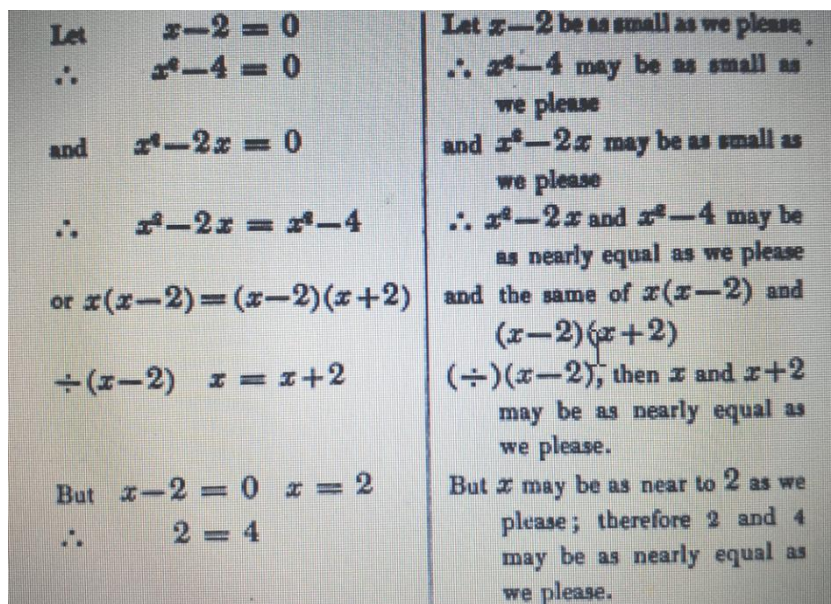 Let x—2 = 0
∴ x²—4 = 0
and x²—2x = 0
∴ x²—2x = x²—4
or x(x—2)=(x—2)(x+2)
÷(x—2) x = x+2
But x—2 = 0 x = 2
∴ 2 = 4
Let x—2 be as small as we please.
∴ x²—4 may be as small as
we please
and x²—2x may be as small as
we please
∴ x²—2x and x²—4 may be
as nearly equal as we please
and the same of x(x—2) and
(x—2)(x+2)
(÷)(x—2), then x and x+2
may be as nearly equal as
we please.
But x may be as near to 2 as we
please; therefore 2 and 4
may be as nearly equal as
we please.